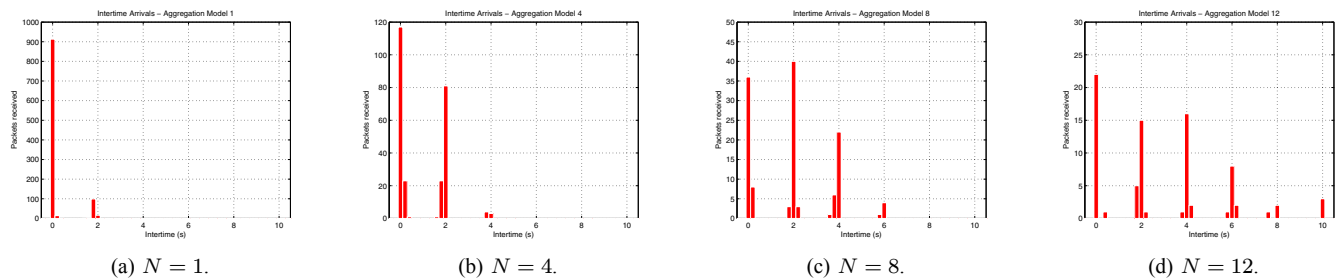 Intertime Arrivals – Aggregation Model 1
1000
900
800
700
600
500
400
300
200
100
0
Packets received
0 2 4 6 8 10
Intertime (s)
(a) N = 1.
Intertime Arrivals – Aggregation Model 4
120
100
80
60
40
20
0
Packets received
0 2 4 6 8 10
Intertime (s)
(b) N = 4.
Intertime Arrivals – Aggregation Model 8
50
45
40
35
30
25
20
15
10
5
0
Packets received
0 2 4 6 8 10
Intertime (s)
(c) N = 8.
Intertime Arrivals – Aggregation Model 12
30
25
20
15
10
5
0
Packets received
0 2 4 6 8 10
Intertime (s)
(d) N = 12.